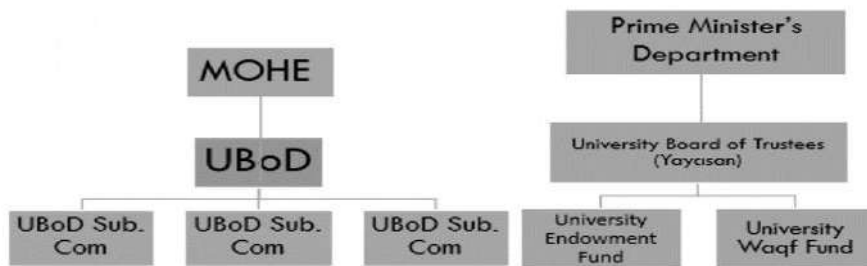 MOHE
UBoD
UBoD Sub.
Com
UBoD Sub.
Com
UBoD Sub.
Com
Prime Minister's
Department
University Board of Trustees
(Yayasan)
University
Endowment
Fund
University
Waqf Fund